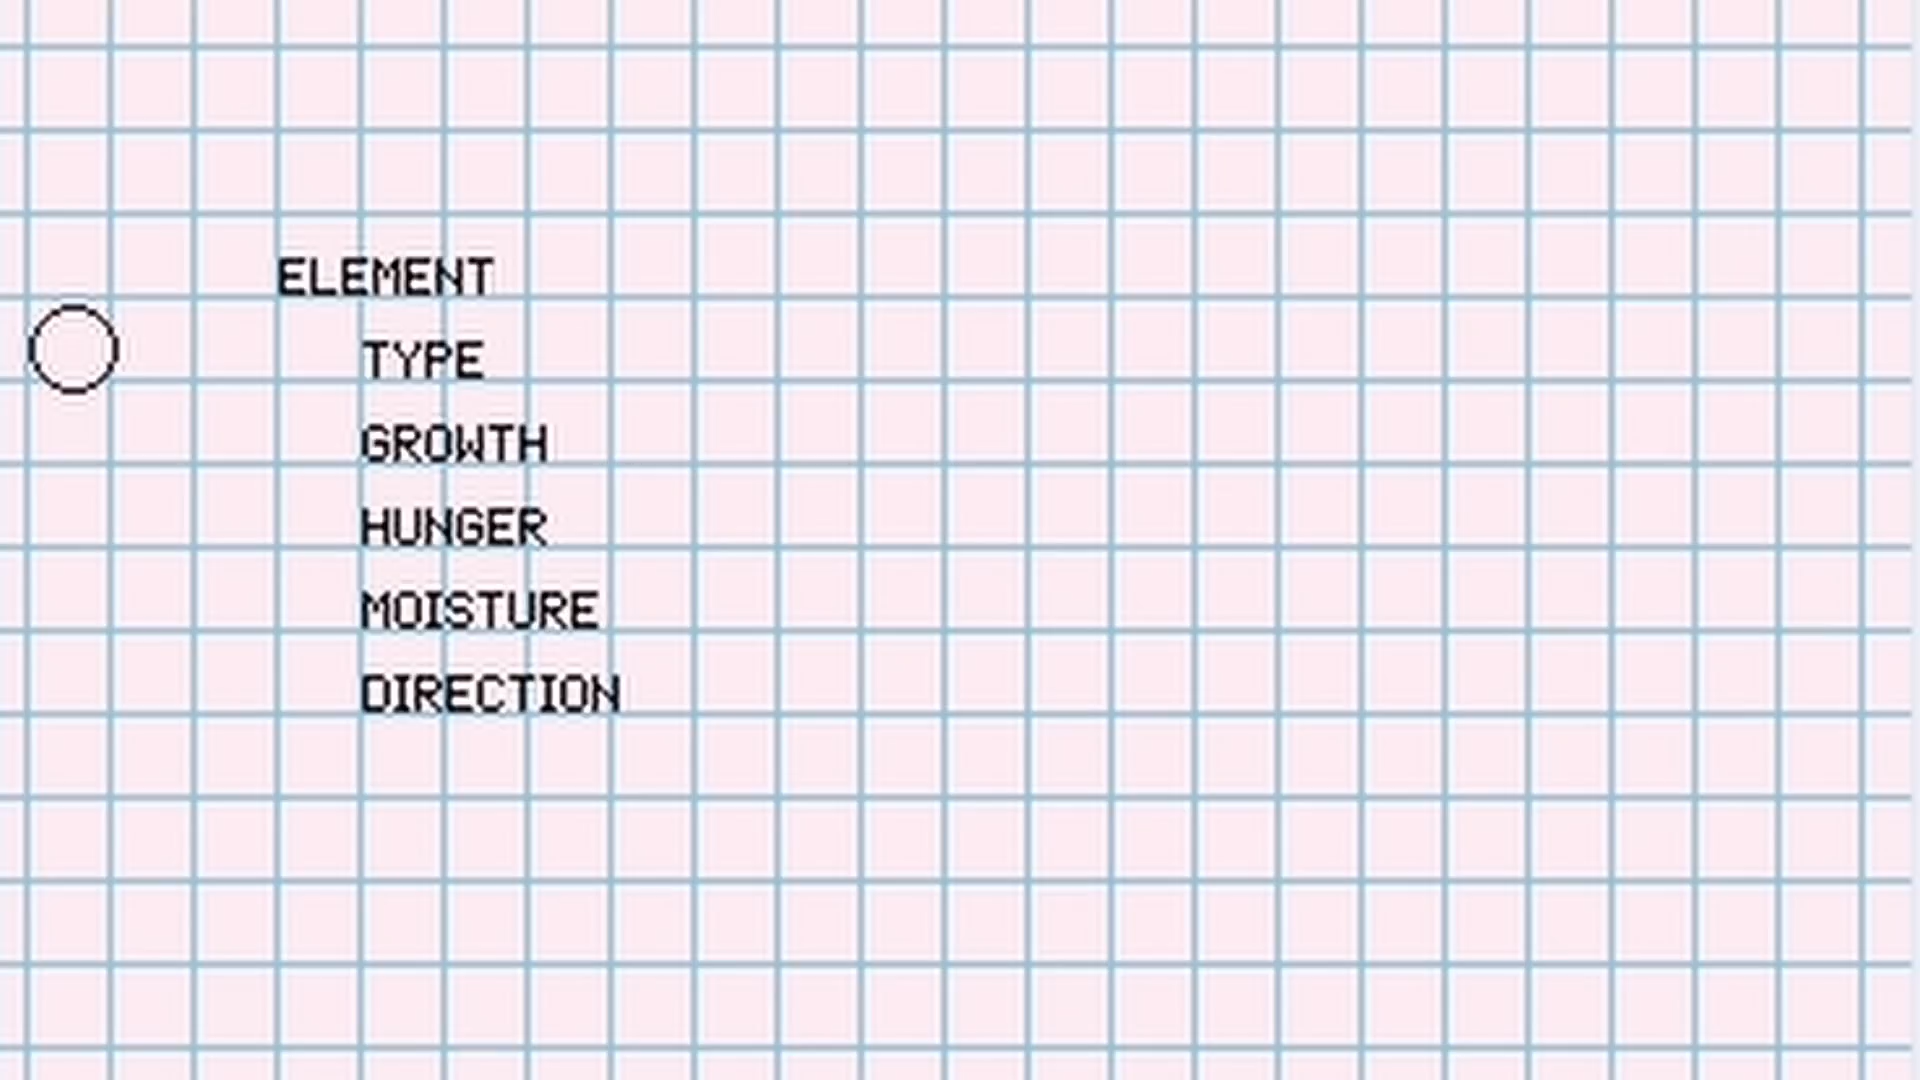 ELEMENT
TYPE
GROWTH
HUNGER
MOISTURE
DIRECTION